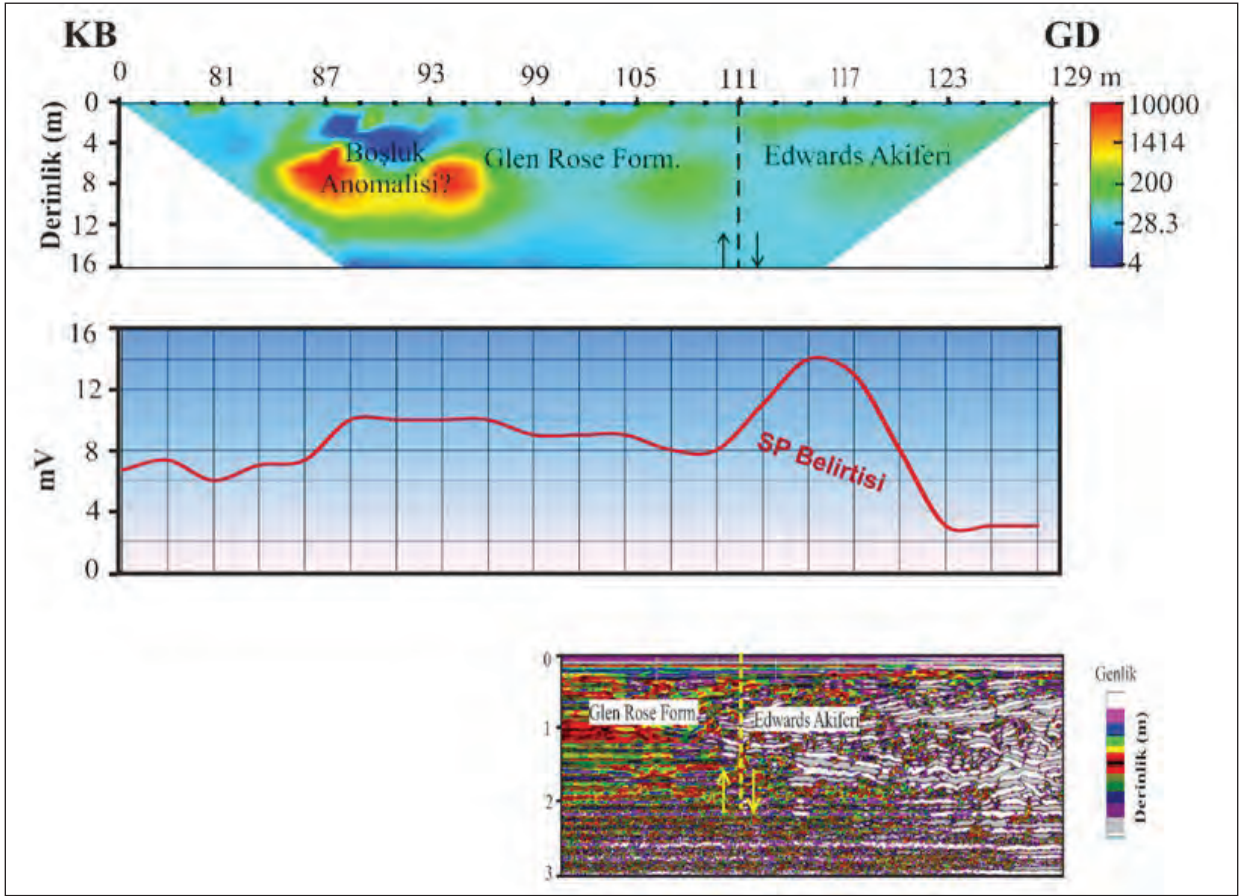 KB GD
0 81 87 93 99 105 111 117 123 129 m
Derinlik (m)
0
4
8
12
16
Boşluk
Anomalisi?
Glen Rose Form.
Edwards Akiferi
10000
1414
200
28.3
4
mV
16
12
8
4
0
SP Belirtisi
0
1
2
3
Glen Rose Form.
Edwards Akiferi
Genlik
Derinlik (m)